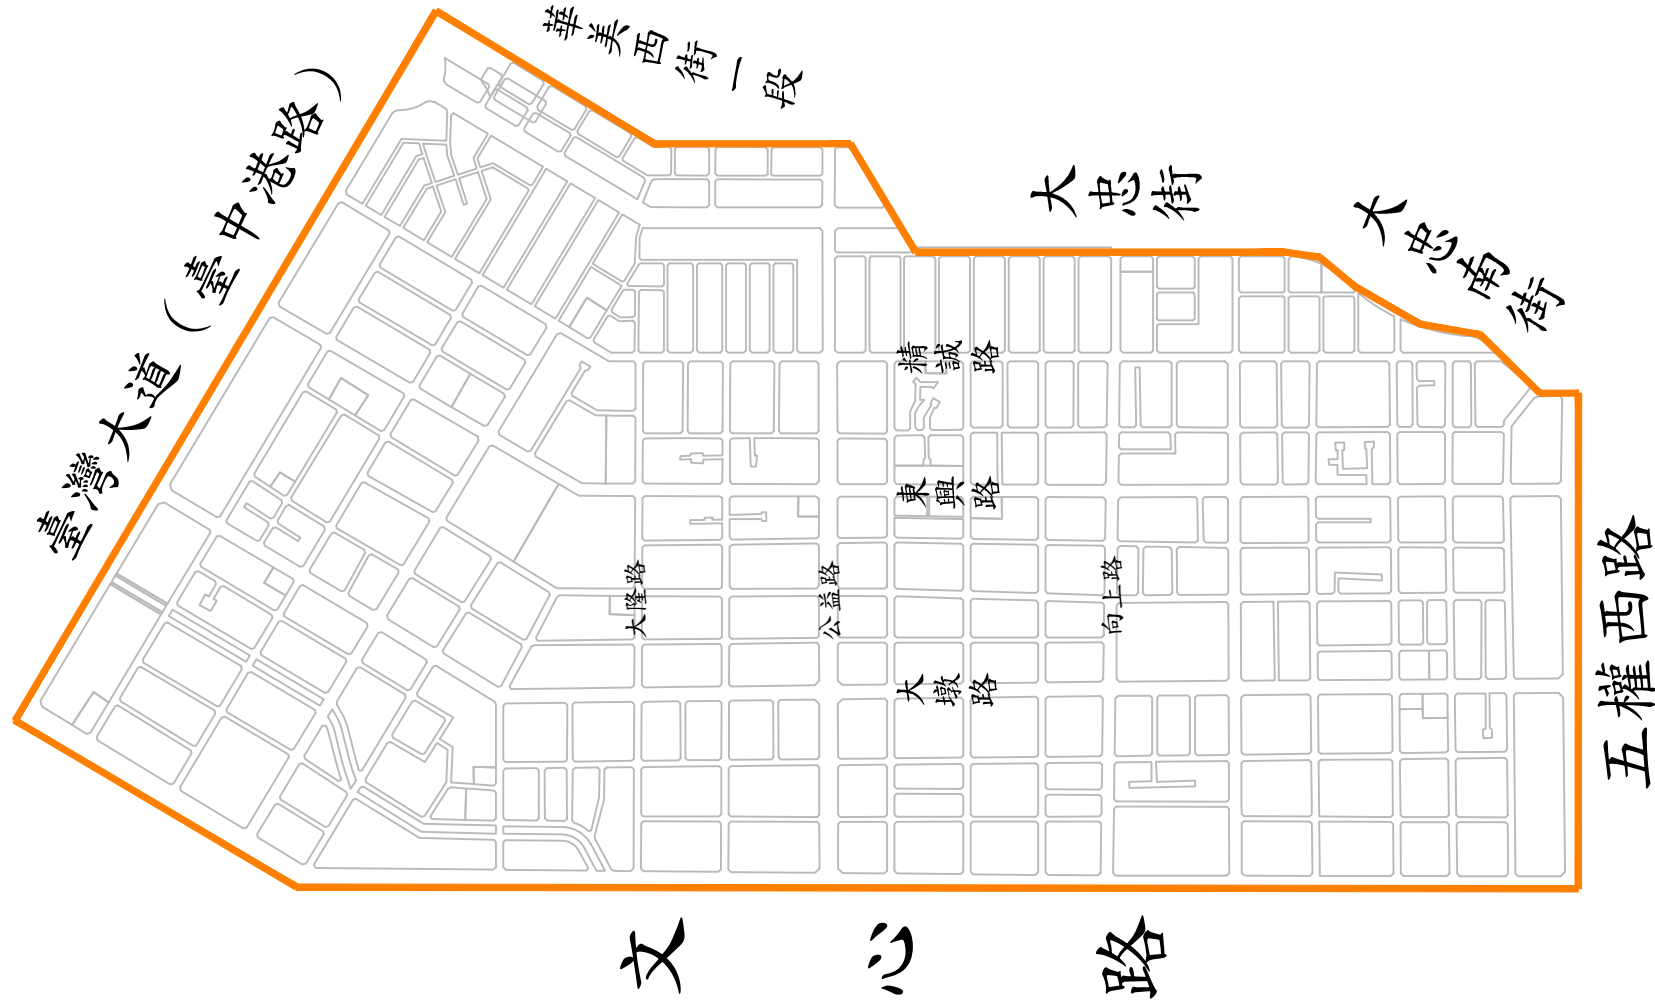 華美西街一段
臺灣大道（臺中港路）
大忠街
大忠南街
精誠路
東興路
大隆路
公益路
向上路
大墩路
五權西路
文心路